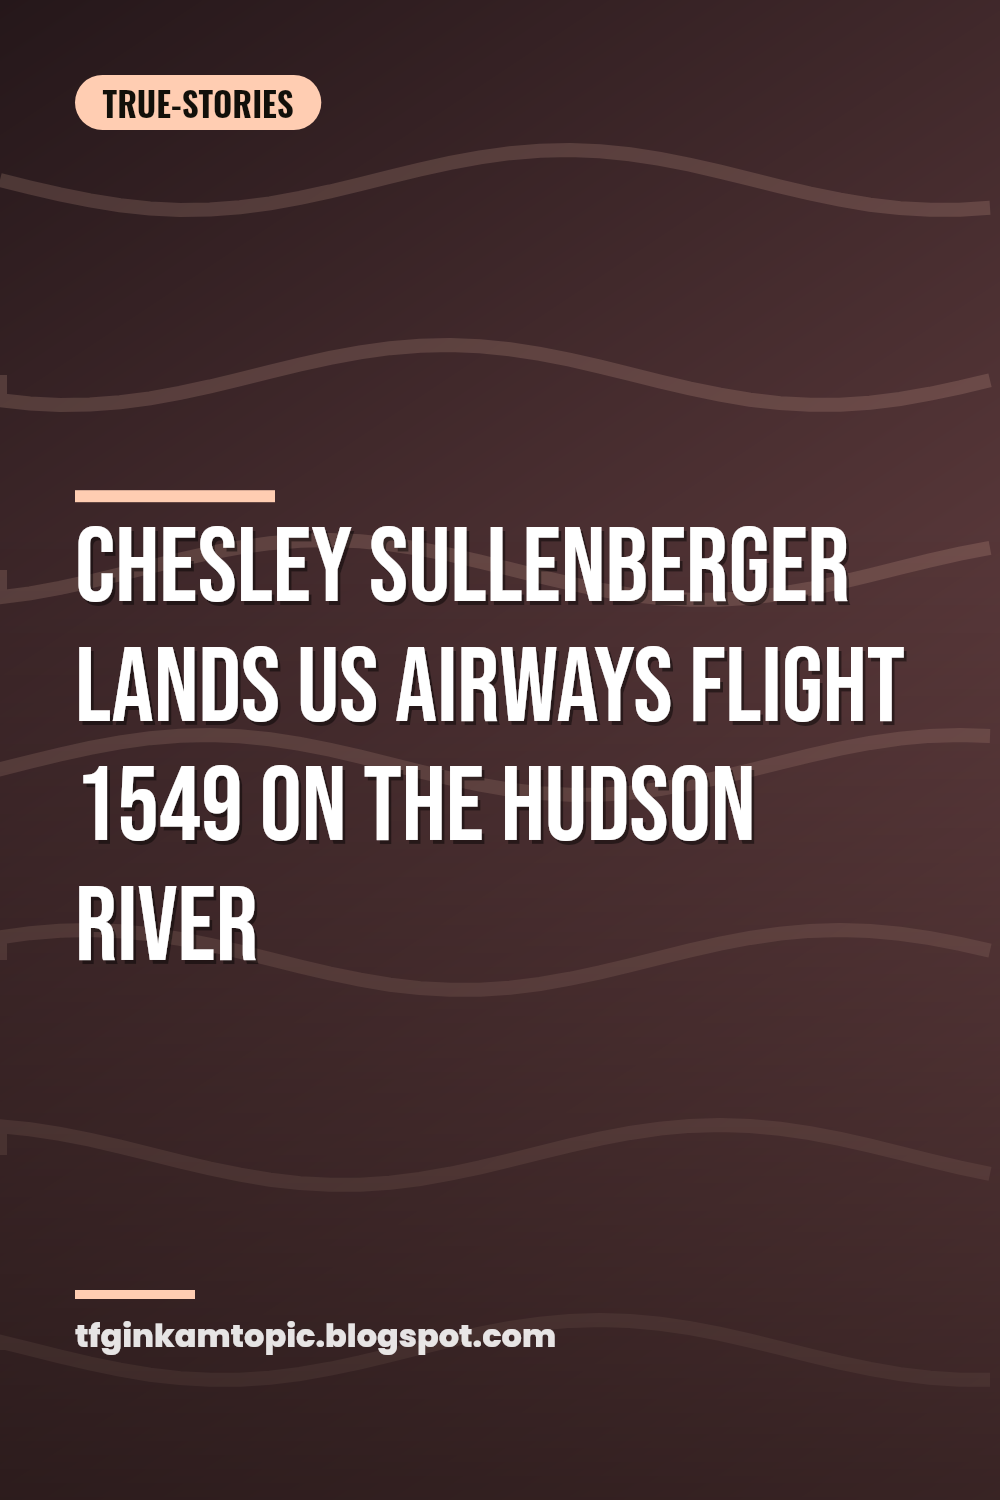 TRUE-STORIES
CHESLEY SULLENBERGER
LANDS US AIRWAYS FLIGHT
1549 ON THE HUDSON
RIVER
tfginkamtopic.blogspot.com